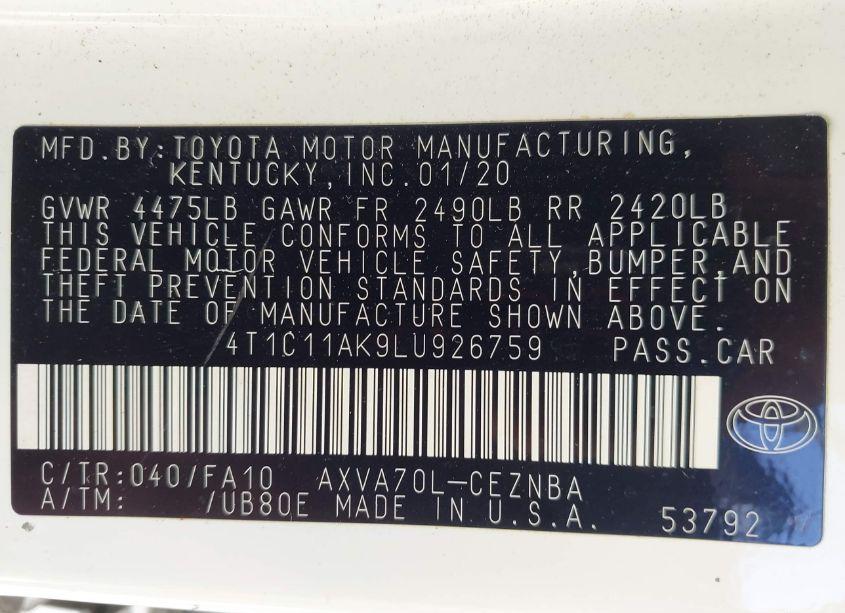 MFD.BY:TOYOTA MOTOR MANUFACTURING,
KENTUCKY,INC.01/20
GVWR 4475LB GAWR FR 2490LB RR 2420LB
THIS VEHICLE CONFORMS TO ALL APPLICABLE
FEDERAL MOTOR VEHICLE SAFETY,BUMPER,AND
THEFT PREVENTION STANDARDS IN EFFECT ON
THE DATE OF MANUFACTURE SHOWN ABOVE.
4T1C11AK9LU926759 PASS.CAR
C/TR:040/FA10 AXVA70L-CEZNBA
A/TM: /UB80E MADE IN U.S.A. 53792